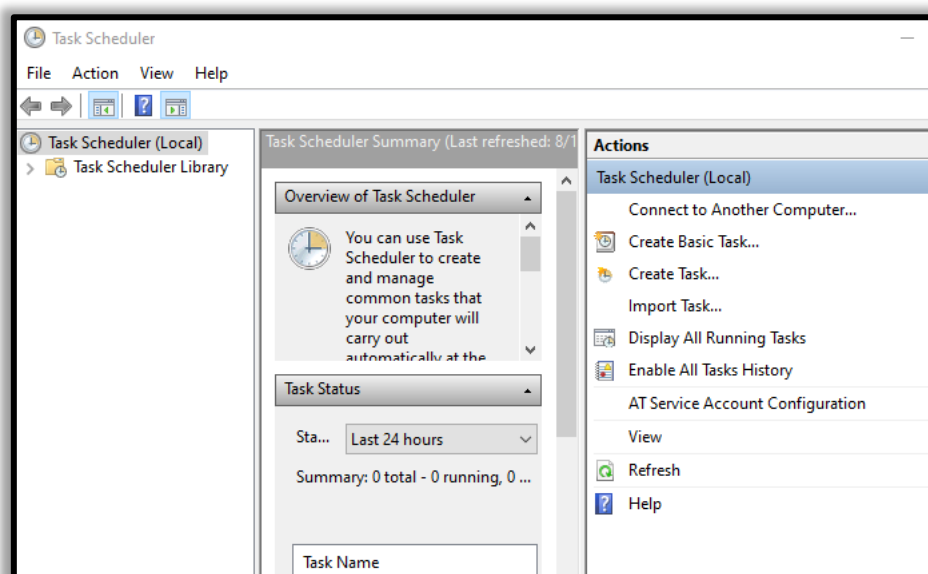 Task Scheduler
File Action View Help
Task Scheduler (Local)
Task Scheduler Library
Task Scheduler Summary (Last refreshed: 8/1
Overview of Task Scheduler
You can use Task
Scheduler to create
and manage
common tasks that
your computer will
carry out
automatically at the
Task Status
Sta...
Last 24 hours
Summary: 0 total - 0 running, 0 ...
Task Name
Actions
Task Scheduler (Local)
Connect to Another Computer...
Create Basic Task...
Create Task...
Import Task...
Display All Running Tasks
Enable All Tasks History
AT Service Account Configuration
View
Refresh
Help